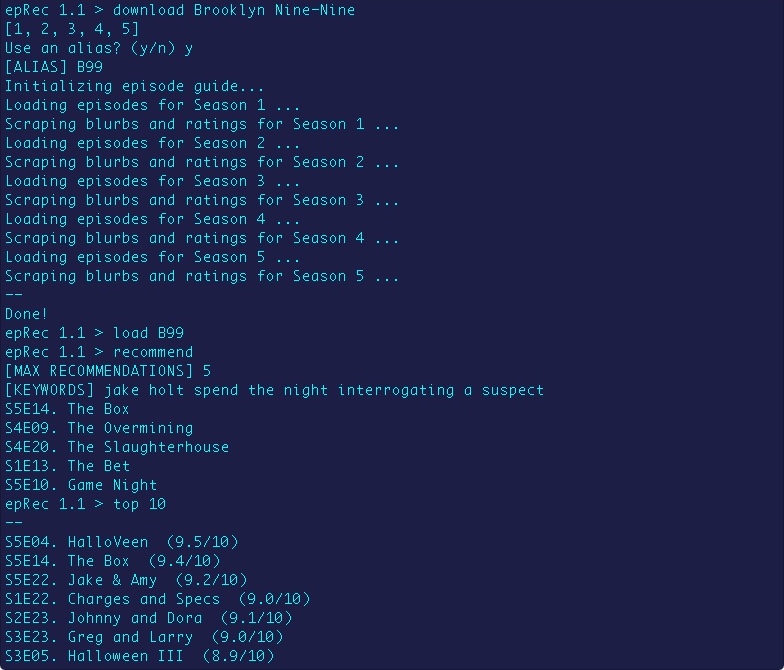 epRec 1.1 > download Brooklyn Nine-Nine
[1, 2, 3, 4, 5]
Use an alias? (y/n) y
[ALIAS] B99
Initializing episode guide...
Loading episodes for Season 1 ...
Scraping blurbs and ratings for Season 1 ...
Loading episodes for Season 2 ...
Scraping blurbs and ratings for Season 2 ...
Loading episodes for Season 3 ...
Scraping blurbs and ratings for Season 3 ...
Loading episodes for Season 4 ...
Scraping blurbs and ratings for Season 4 ...
Loading episodes for Season 5 ...
Scraping blurbs and ratings for Season 5 ...
--
Done!
epRec 1.1 > load B99
epRec 1.1 > recommend
[MAX RECOMMENDATIONS] 5
[KEYWORDS] jake holt spend the night interrogating a suspect
S5E14. The Box
S4E09. The Overmining
S4E20. The Slaughterhouse
S1E13. The Bet
S5E10. Game Night
epRec 1.1 > top 10
--
S5E04. HalloVeen  (9.5/10)
S5E14. The Box  (9.4/10)
S5E22. Jake & Amy  (9.2/10)
S1E22. Charges and Specs  (9.0/10)
S2E23. Johnny and Dora  (9.1/10)
S3E23. Greg and Larry  (9.0/10)
S3E05. Halloween III  (8.9/10)